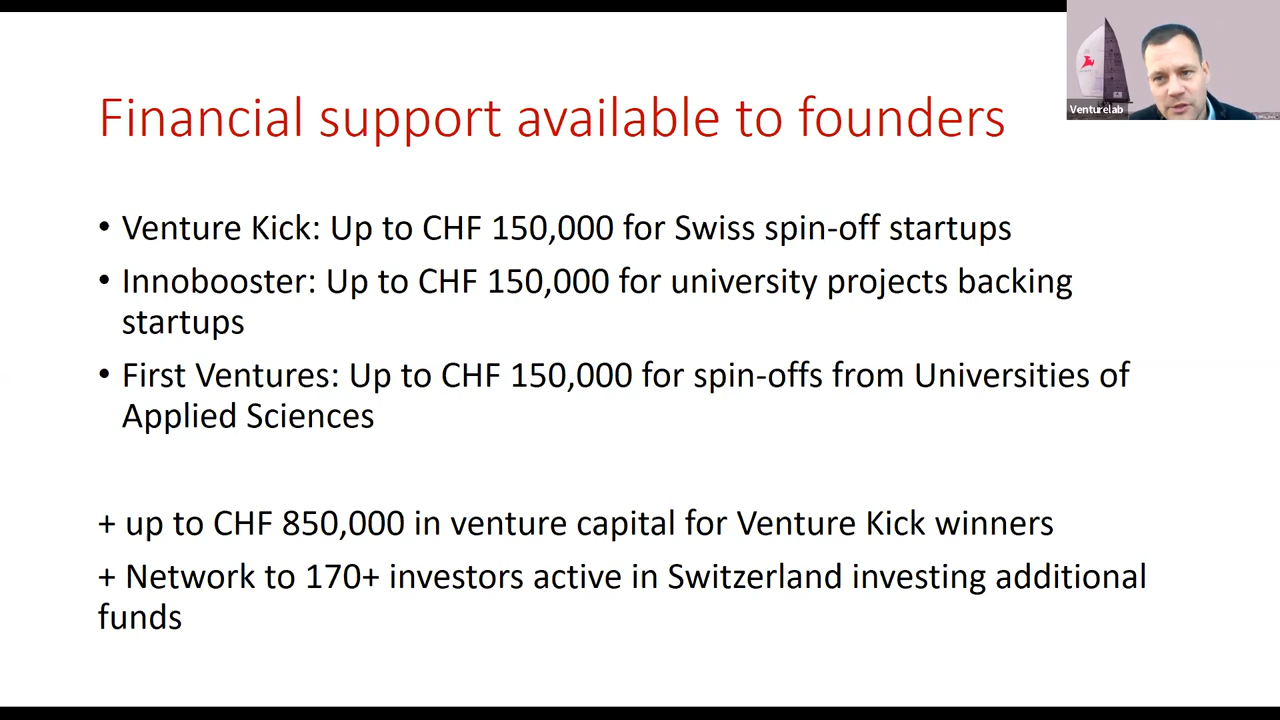 Financial support available to founders
Venturelab
• Venture Kick: Up to CHF 150,000 for Swiss spin-off startups
• Innobooster: Up to CHF 150,000 for university projects backing
startups
• First Ventures: Up to CHF 150,000 for spin-offs from Universities of
Applied Sciences
+ up to CHF 850,000 in venture capital for Venture Kick winners
+ Network to 170+ investors active in Switzerland investing additional
funds